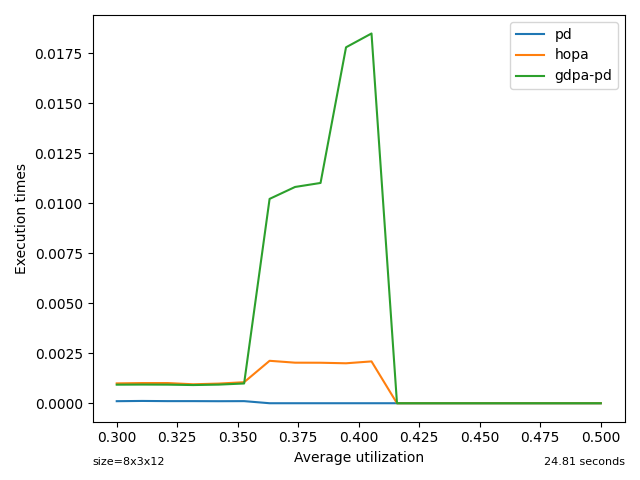 pd
hopa
gdpa-pd
0.0175
0.0150
0.0125
0.0100
0.0075
0.0050
0.0025
0.0000
Execution times
0.300 0.325 0.350 0.375 0.400 0.425 0.450 0.475 0.500
Average utilization
size=8x3x12
24.81 seconds